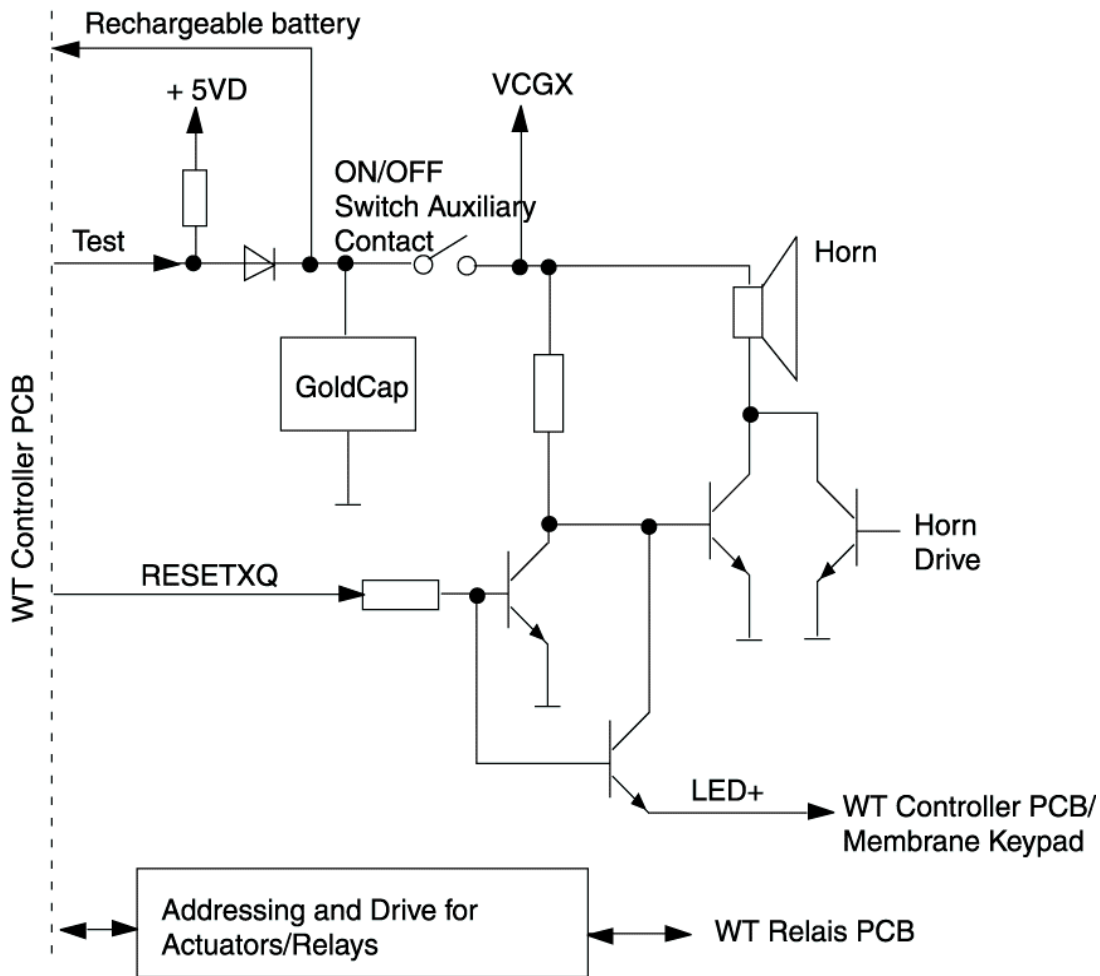 Rechargeable battery
+ 5VD
VCGX
ON/OFF
Switch Auxiliary
Contact
Test
Horn
GoldCap
WT Controller PCB
Horn
Drive
RESETXQ
LED+
WT Controller PCB/
Membrane Keypad
Addressing and Drive for
Actuators/Relays
WT Relais PCB